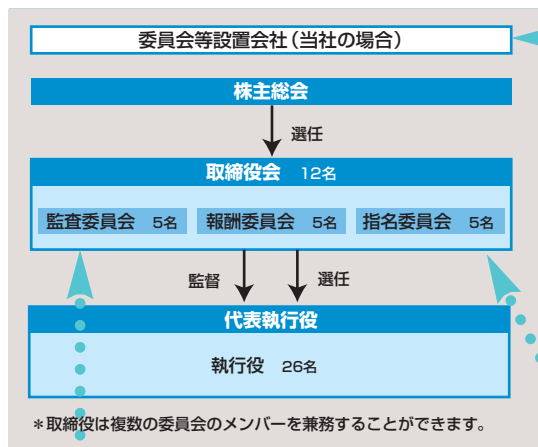 委員会等設置会社（当社の場合）
株主総会
選任
取締役会 12名
監査委員会 5名 報酬委員会 5名 指名委員会 5名
監督 選任
代表執行役
執行役 26名
＊取締役は複数の委員会のメンバーを兼務することができます。